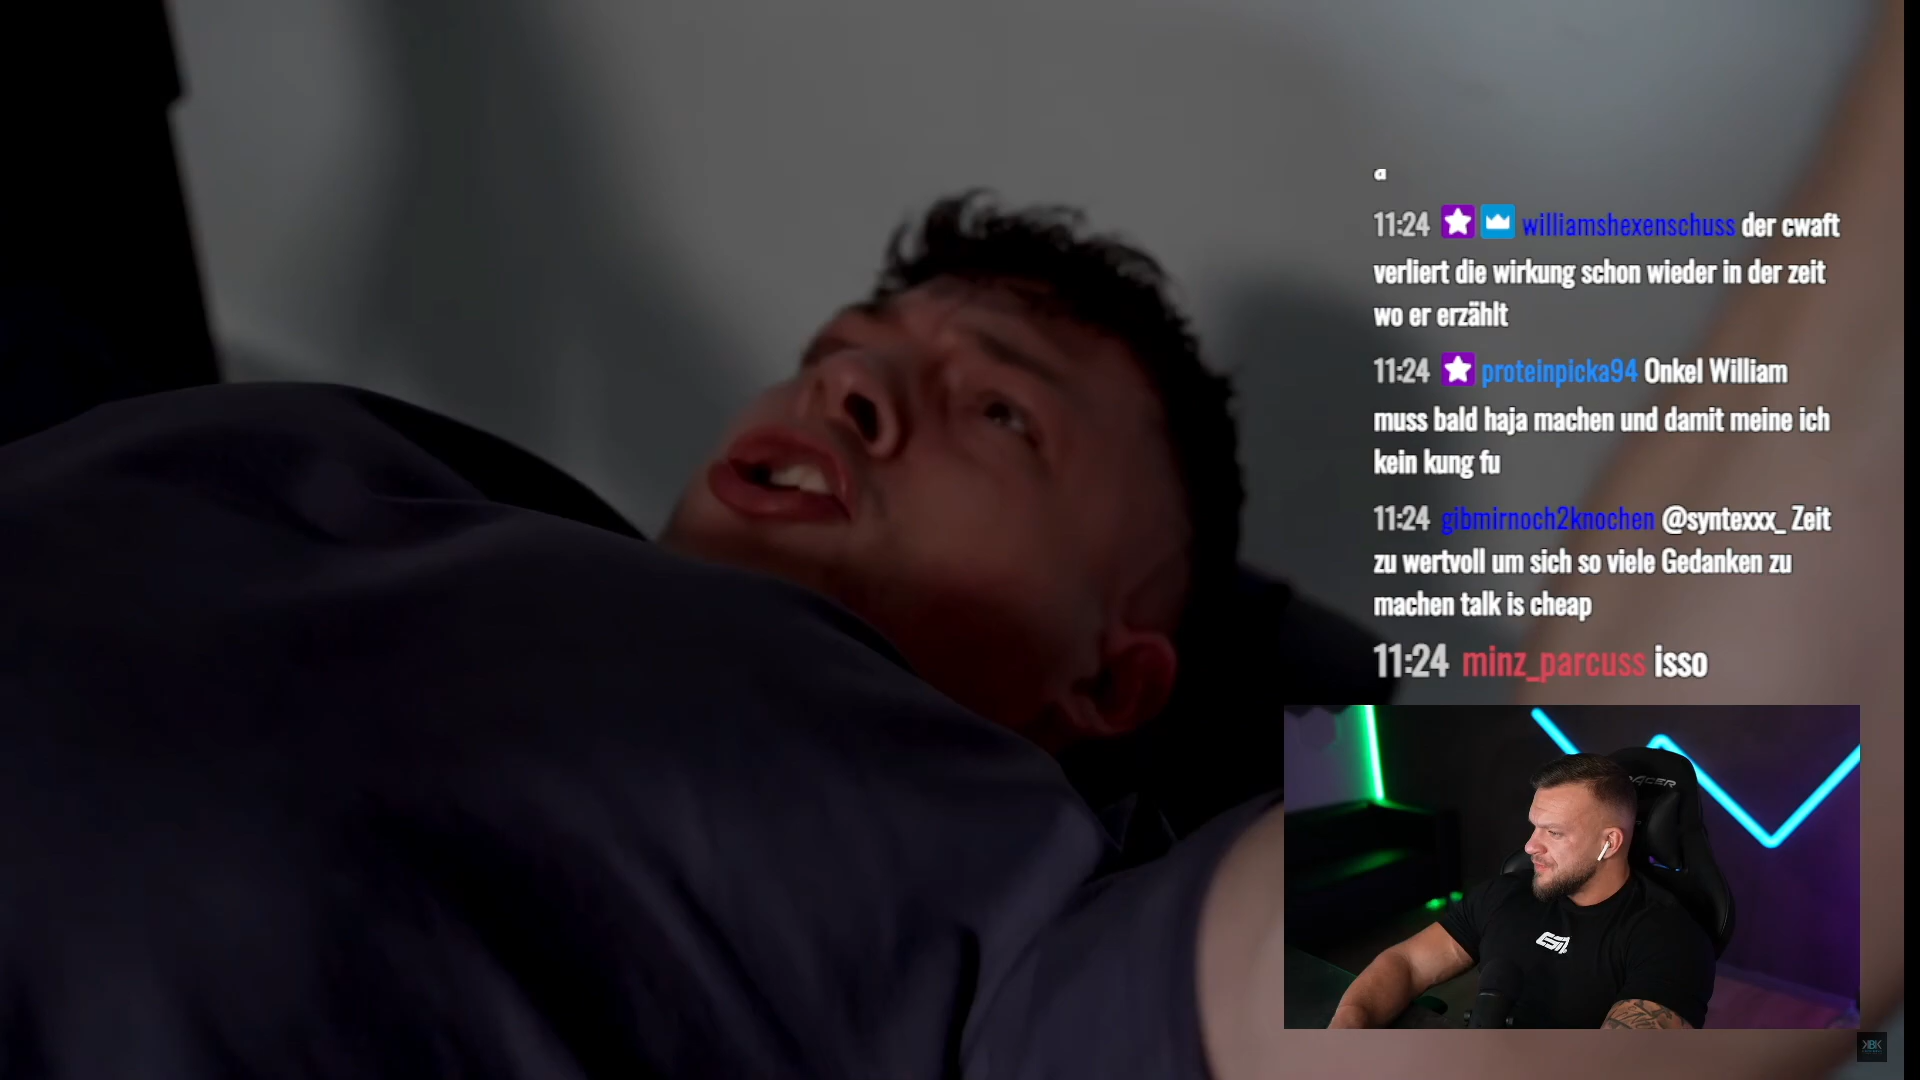 a
11:24 williamshexenschuss der cwaft
verliert die wirkung schon wieder in der zeit
wo er erzählt
11:24 proteinpicka94 Onkel William
muss bald haja machen und damit meine ich
kein kung fu
11:24 gibmirnoch2knochen @syntexxx_ Zeit
zu wertvoll um sich so viele Gedanken zu
machen talk is cheap
11:24 minz_parcuss isso
KBK